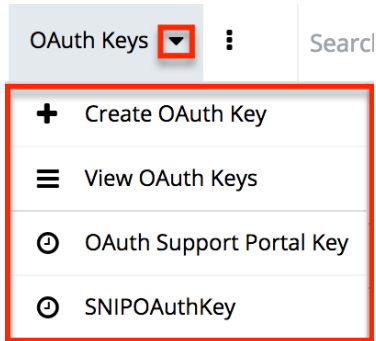 OAuth Keys
Search
Create OAuth Key
View OAuth Keys
OAuth Support Portal Key
SNIPOAuthKey